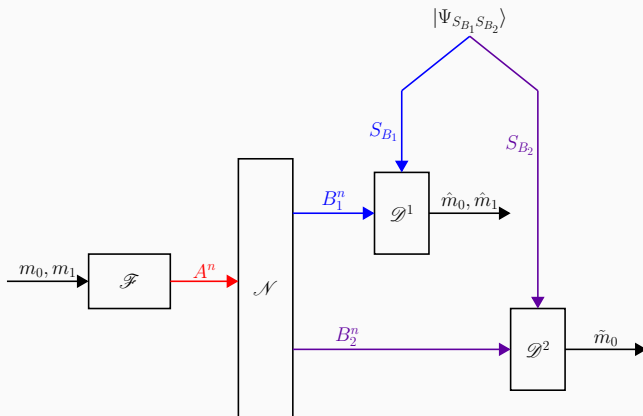 |Ψ_{S_{B_1}S_{B_2}}⟩
S_{B_1}
S_{B_2}
B_1^n
𝒟^1
m̂_0, m̂_1
m_0, m_1
ℱ
A^n
𝒩
B_2^n
𝒟^2
m̃_0